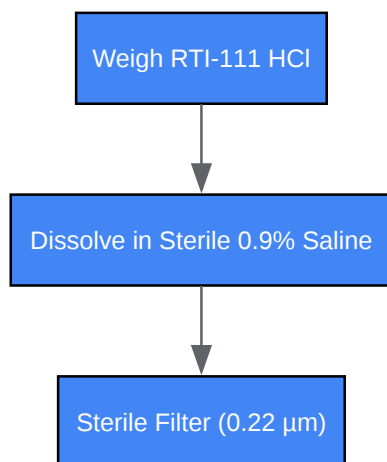 Weigh RTI-111 HCl
Dissolve in Sterile 0.9% Saline
Sterile Filter (0.22 µm)